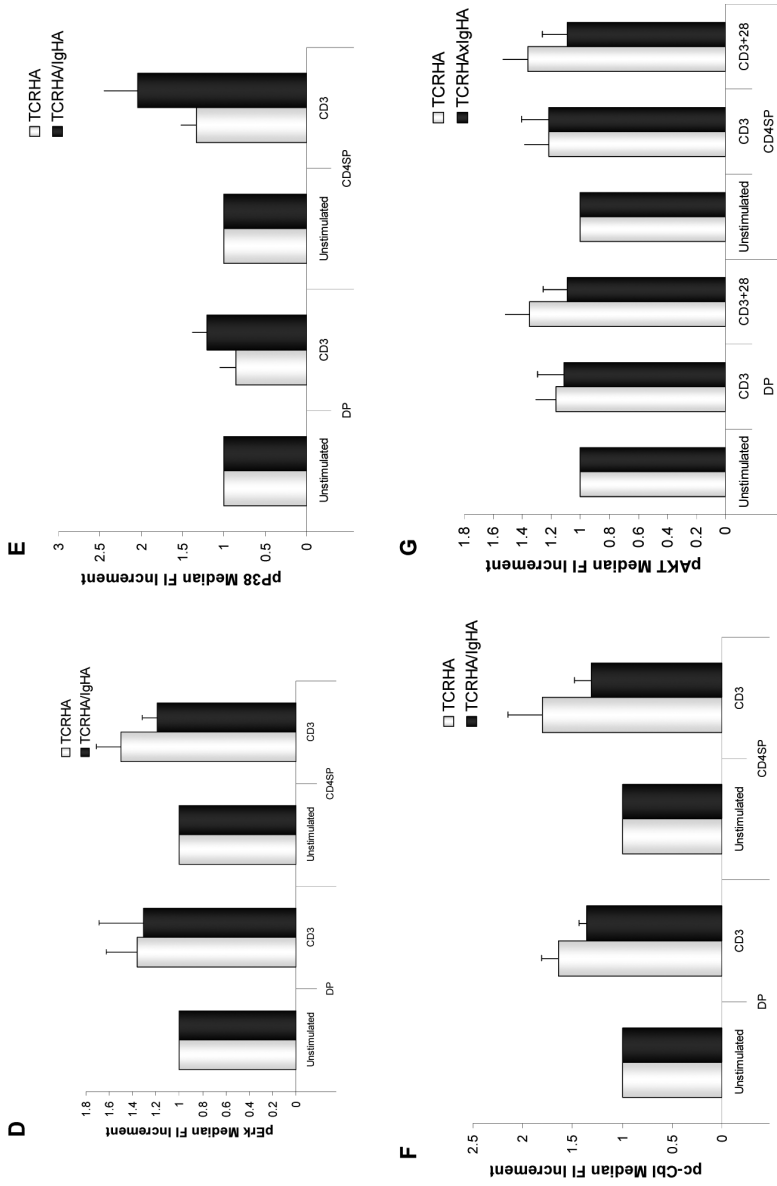 D
pErk Median FI Increment
1.8
1.6
1.4
1.2
1
0.8
0.6
0.4
0.2
0
TCRHA
TCRHA/IgHA
Unstimulated
CD3
Unstimulated
CD3
DP
CD4SP
E
pP38 Median FI Increment
3
2.5
2
1.5
1
0.5
0
TCRHA
TCRHA/IgHA
Unstimulated
CD3
Unstimulated
CD3
DP
CD4SP
F
pc-Cbl Median FI Increment
2.5
2
1.5
1
0.5
0
TCRHA
TCRHA/IgHA
Unstimulated
CD3
Unstimulated
CD3
DP
CD4SP
G
pAKT Median FI Increment
1.8
1.6
1.4
1.2
1
0.8
0.6
0.4
0.2
0
TCRHA
TCRHAxIgHA
Unstimulated
CD3
CD3+28
Unstimulated
CD3
CD3+28
DP
CD4SP